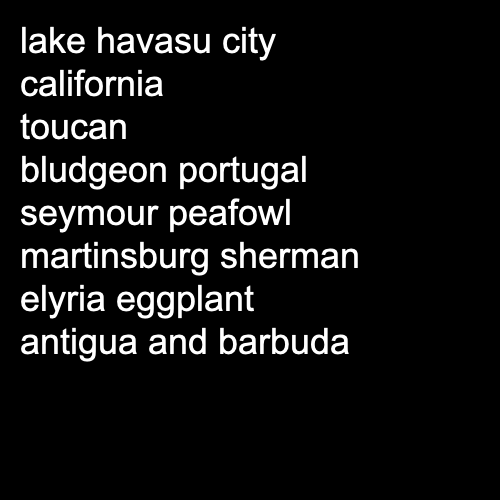 lake havasu city
california
toucan
bludgeon portugal
seymour peafowl
martinsburg sherman
elyria eggplant
antigua and barbuda